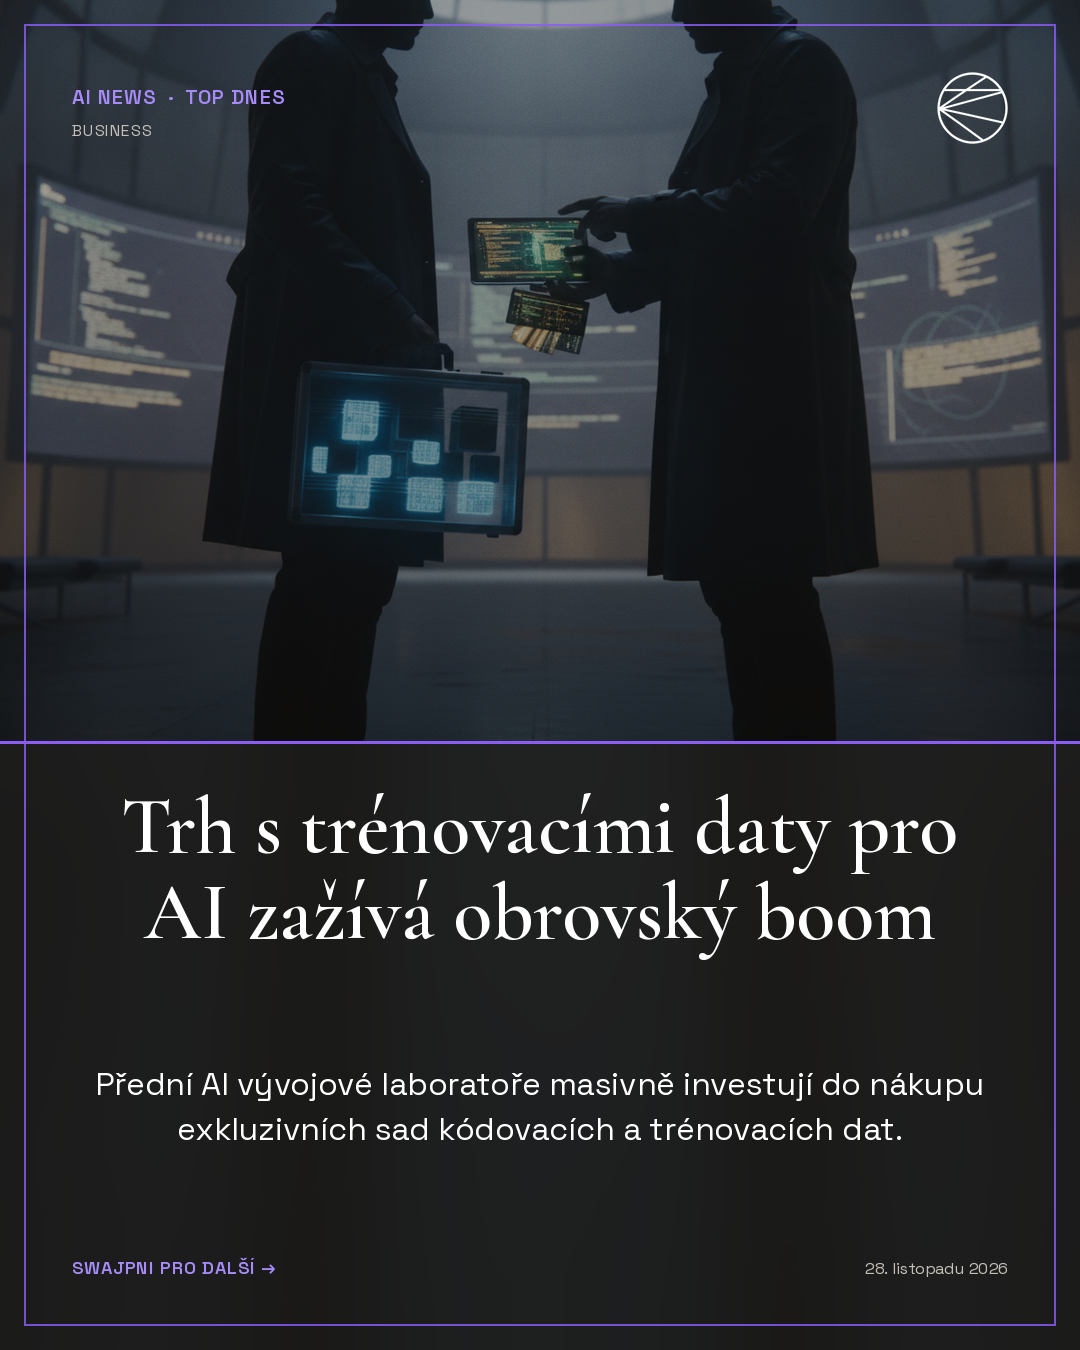 AI NEWS · TOP DNES
BUSINESS
Trh s trénovacími daty pro
AI zažívá obrovský boom
Přední AI vývojové laboratoře masivně investují do nákupu
exkluzivních sad kódovacích a trénovacích dat.
SWAJPNI PRO DALŠÍ →
28. listopadu 2026